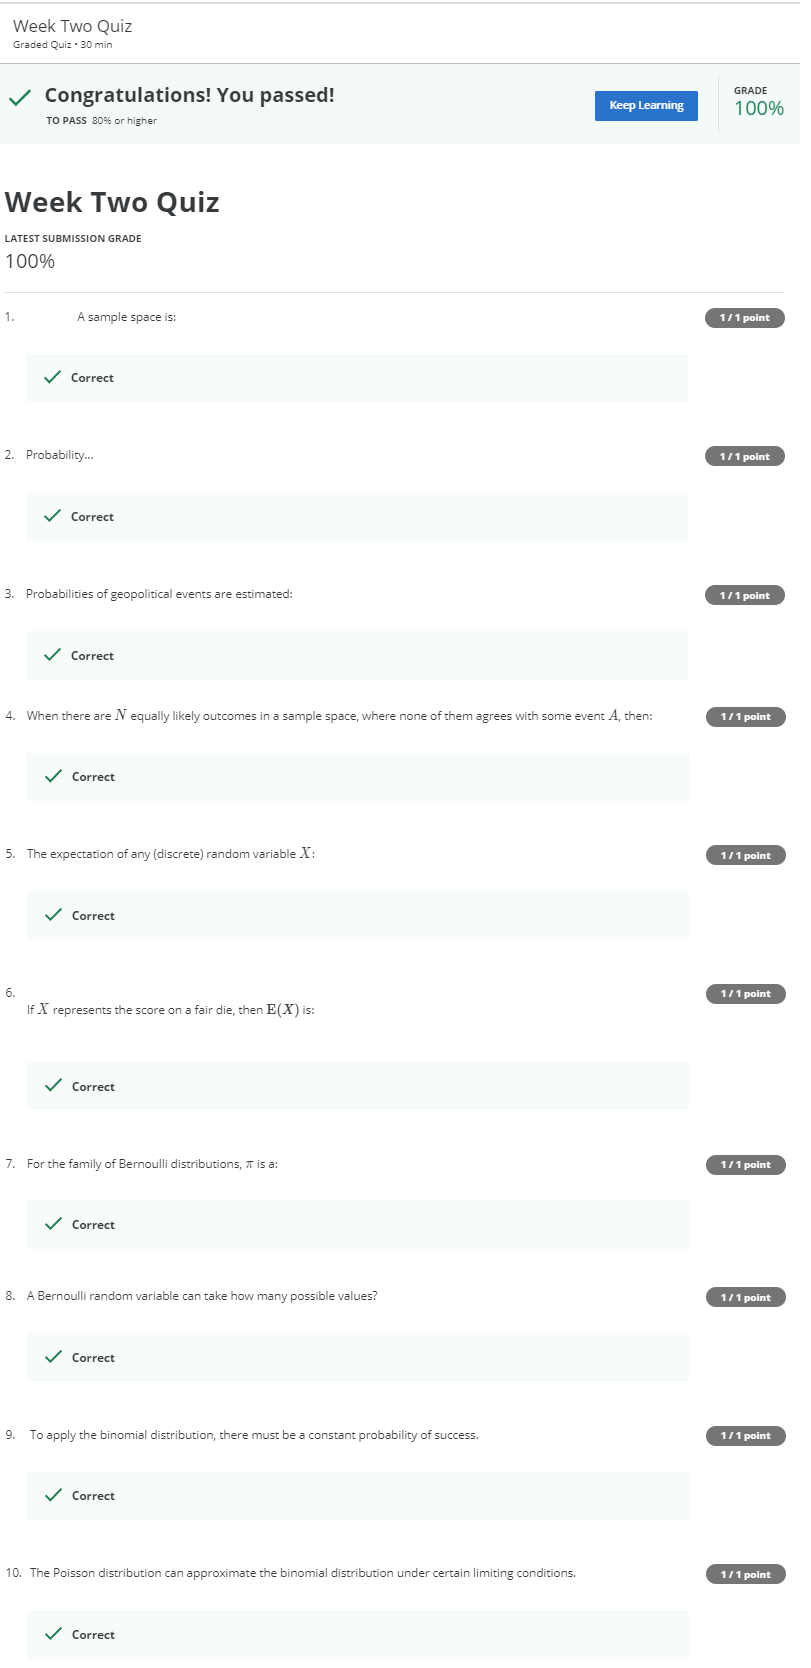 Week Two Quiz
Graded Quiz • 30 min
Congratulations! You passed!
TO PASS 80% or higher
Keep Learning
GRADE
100%
Week Two Quiz
LATEST SUBMISSION GRADE
100%
1. A sample space is:
1 / 1 point
Correct
2. Probability...
1 / 1 point
Correct
3. Probabilities of geopolitical events are estimated:
1 / 1 point
Correct
4. When there are N equally likely outcomes in a sample space, where none of them agrees with some event A, then:
1 / 1 point
Correct
5. The expectation of any (discrete) random variable X:
1 / 1 point
Correct
6.
1 / 1 point
If X represents the score on a fair die, then E(X) is:
Correct
7. For the family of Bernoulli distributions, π is a:
1 / 1 point
Correct
8. A Bernoulli random variable can take how many possible values?
1 / 1 point
Correct
9. To apply the binomial distribution, there must be a constant probability of success.
1 / 1 point
Correct
10. The Poisson distribution can approximate the binomial distribution under certain limiting conditions.
1 / 1 point
Correct